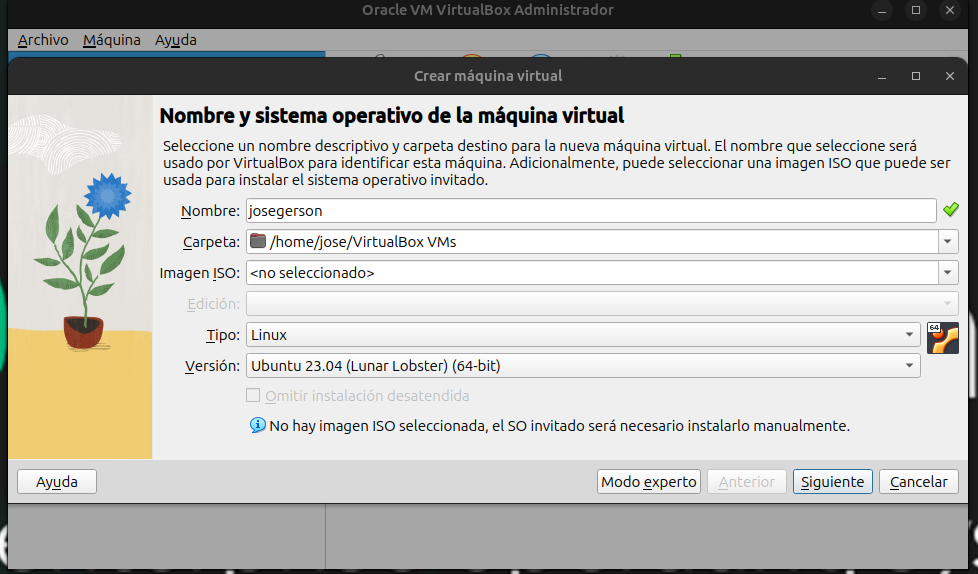 Oracle VM VirtualBox Administrador
Archivo Máquina Ayuda
Crear máquina virtual
Nombre y sistema operativo de la máquina virtual
Seleccione un nombre descriptivo y carpeta destino para la nueva máquina virtual. El nombre que seleccione será
usado por VirtualBox para identificar esta máquina. Adicionalmente, puede seleccionar una imagen ISO que puede ser
usada para instalar el sistema operativo invitado.
Nombre: josegerson
Carpeta: /home/jose/VirtualBox VMs
Imagen ISO: <no seleccionado>
Edición:
Tipo: Linux
64
Versión: Ubuntu 23.04 (Lunar Lobster) (64-bit)
Omitir instalación desatendida
No hay imagen ISO seleccionada, el SO invitado será necesario instalarlo manualmente.
Ayuda Modo experto Anterior Siguiente Cancelar